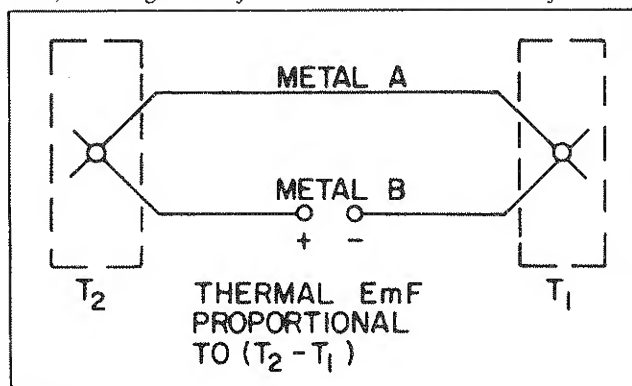 METAL A
METAL B
+ -
T₂
T₁
THERMAL EmF
PROPORTIONAL
TO (T₂ - T₁)